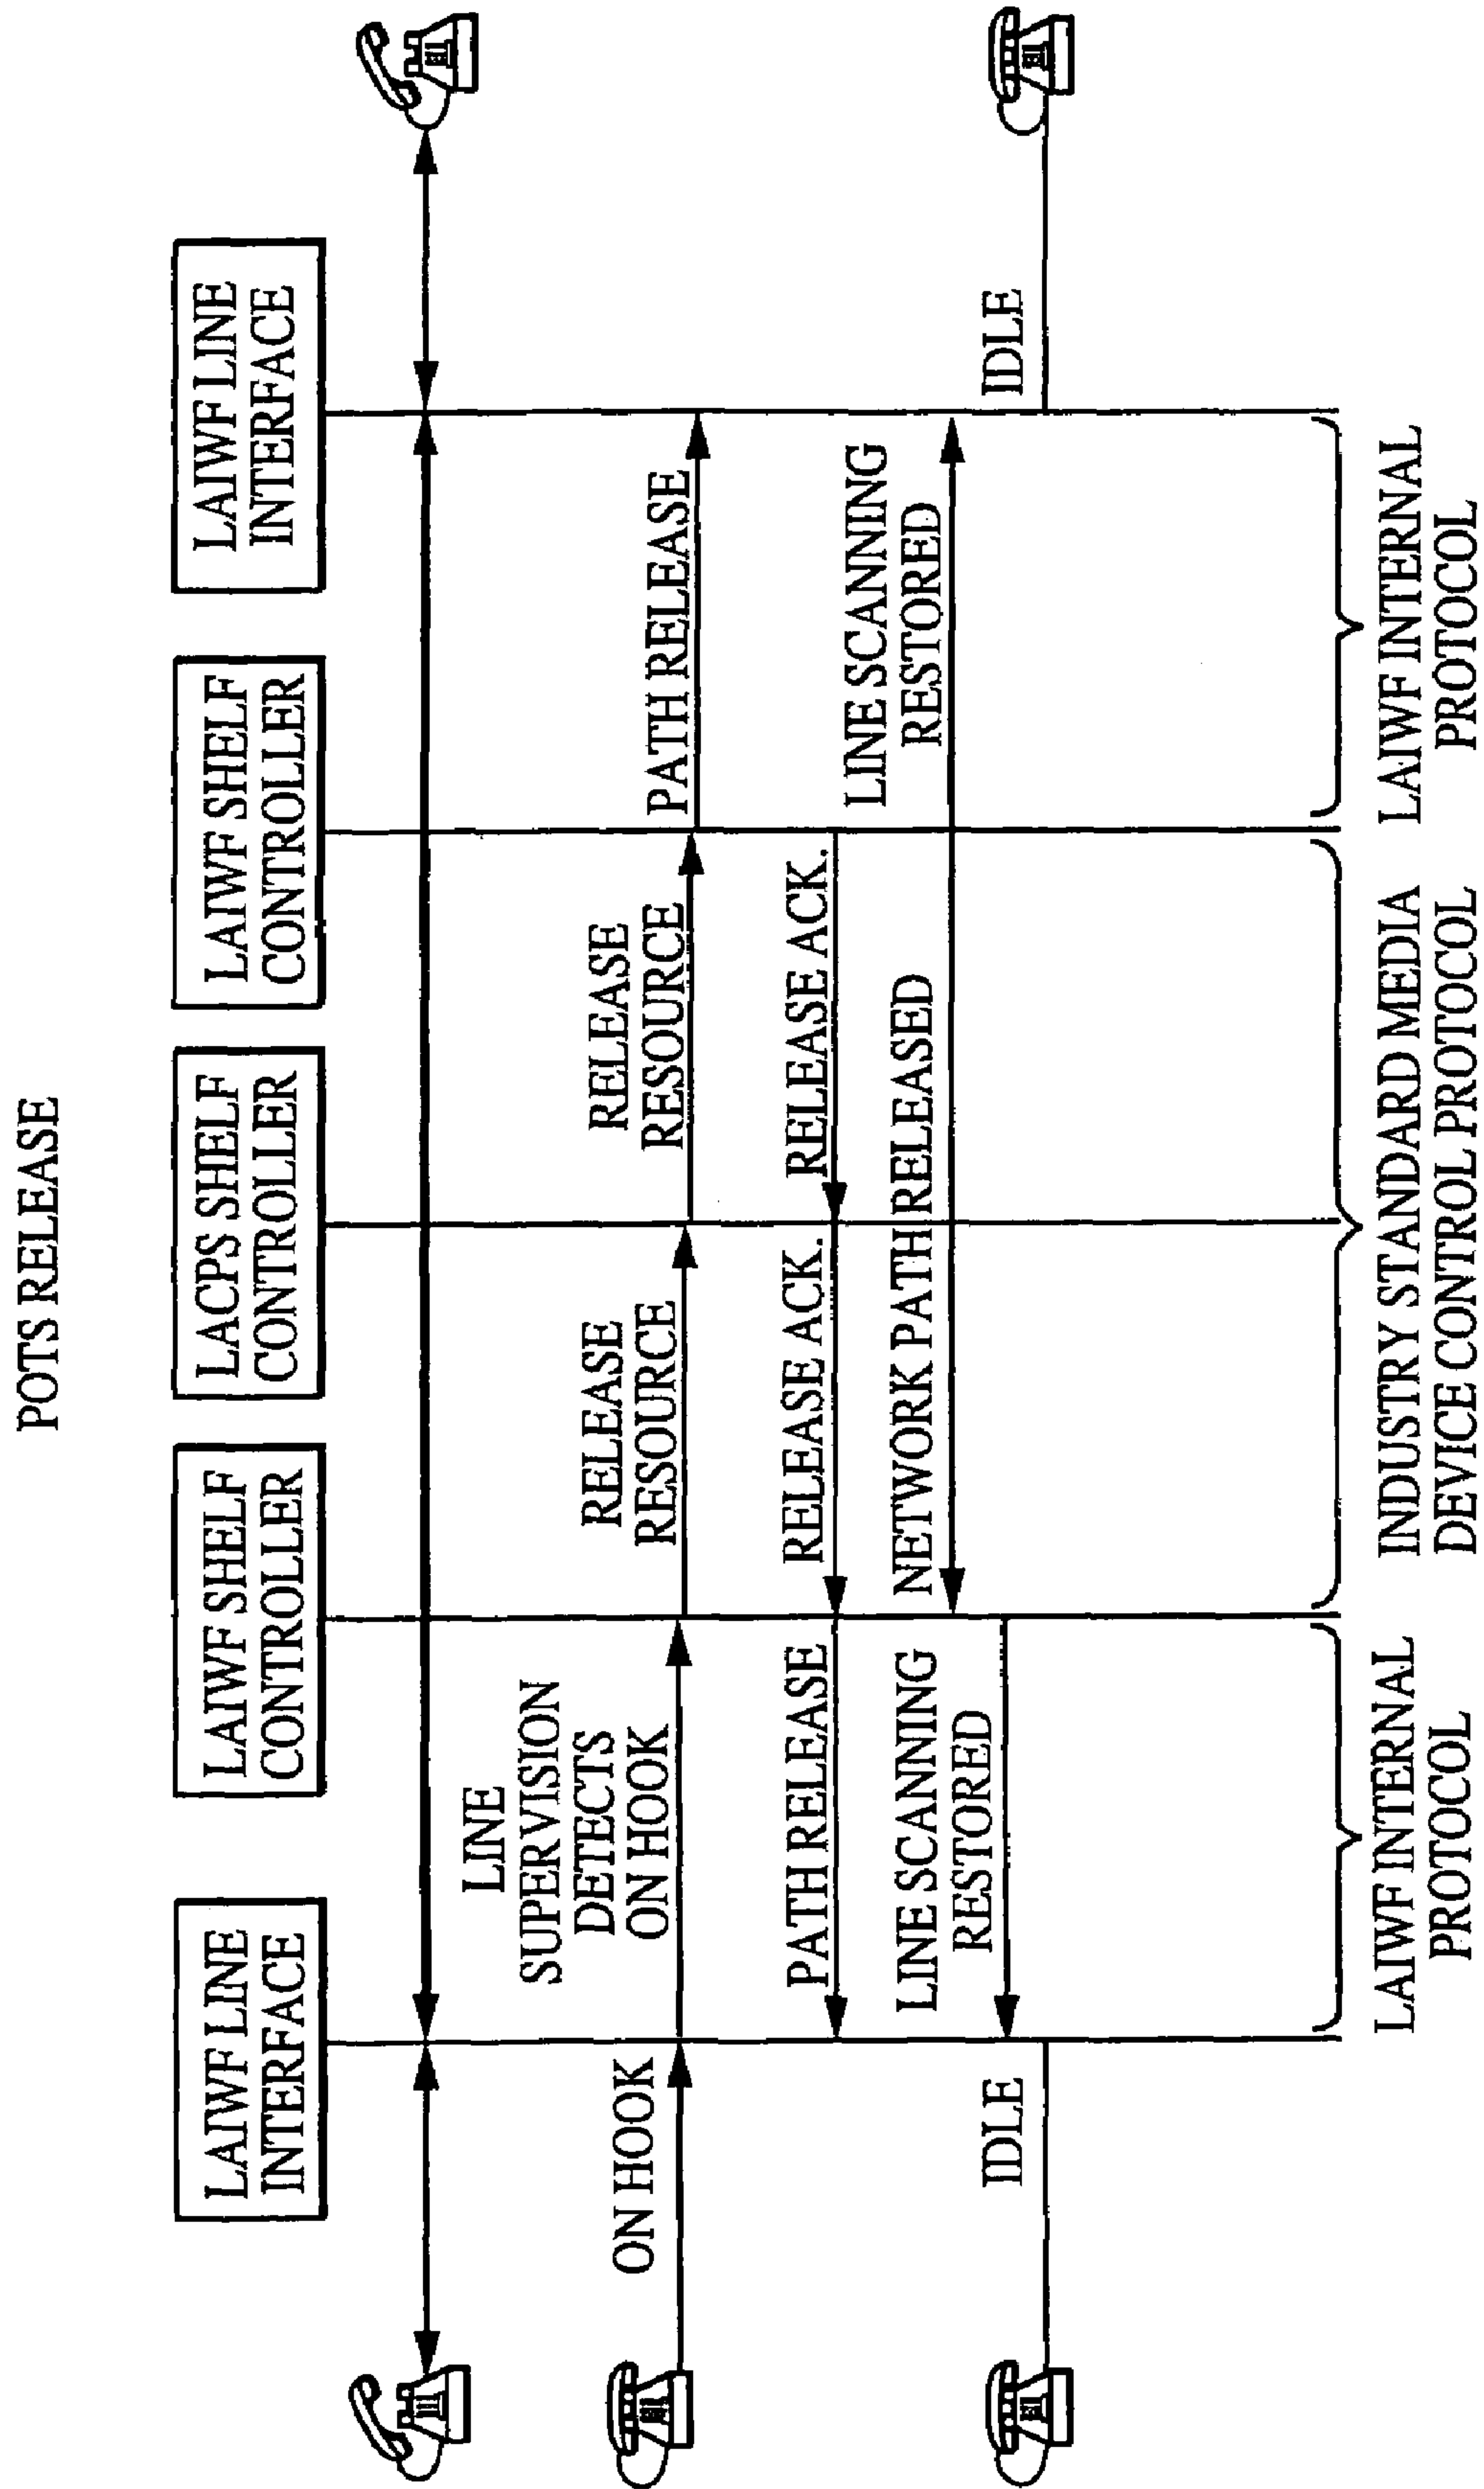 POTS RELEASE
LAIWF LINE
INTERFACE
LAIWF SHELF
CONTROLLER
LACPS SHELF
CONTROLLER
LAIWF SHELF
CONTROLLER
LAIWF LINE
INTERFACE
ON HOOK
LINE
SUPERVISION
DETECTS
ON HOOK
RELEASE
RESOURCE
RELEASE
RESOURCE
PATH RELEASE
PATH RELEASE
RELEASE ACK.
RELEASE ACK.
LINE SCANNING
RESTORED
NETWORK PATH RELEASED
LINE SCANNING
RESTORED
IDLE
IDLE
LAIWF INTERNAL
PROTOCOL
INDUSTRY STANDARD MEDIA
DEVICE CONTROL PROTOCOL
LAIWF INTERNAL
PROTOCOL